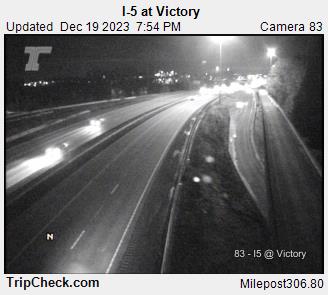 I-5 at Victory
Updated Dec 19 2023 7:54 PM Camera 83
N
83 - I5 @ Victory
TripCheck.com Milepost306.80